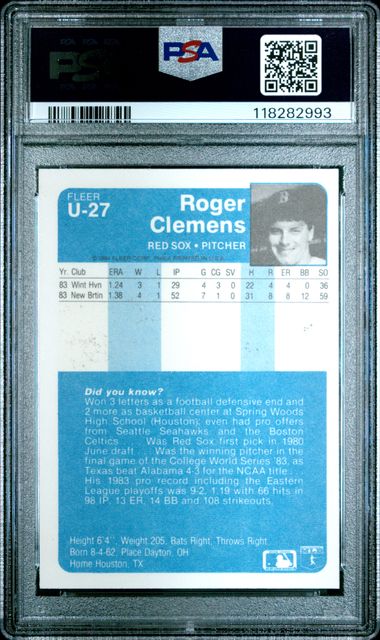 PSA
PSA
118282993
FLEER
U-27
Roger
Clemens
RED SOX • PITCHER
© 1984 FLEER CORP. PHILA. PRINTED IN U.S.A.
Yr. Club ERA W L IP G CG SV H R ER BB SO
83 Wint Hvn 1.24 3 1 29 4 3 0 22 4 4 0 36
83 New Brtin 1.38 4 1 52 7 1 0 31 8 8 12 59
Did you know?
Won 3 letters as a football defensive end and
2 more as basketball center at Spring Woods
High School (Houston); even had pro offers
from Seattle Seahawks and the Boston
Celtics . . . Was Red Sox first pick in 1980
June draft . . . Was the winning pitcher in the
final game of the College World Series '83, as
Texas beat Alabama 4-3 for the NCAA title.
His 1983 pro record including the Eastern
League playoffs was 9-2, 1.19 with 66 hits in
98 IP, 13 ER, 14 BB and 108 strikeouts.
Height 6'4", Weight 205, Bats Right, Throws Right.
Born 8-4-62, Place Dayton, OH
Home Houston, TX